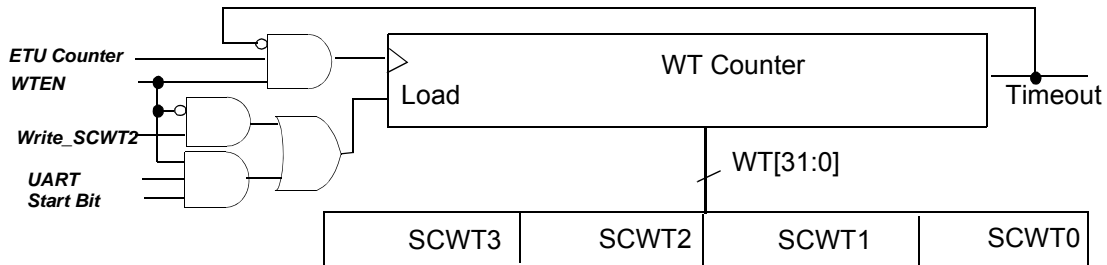 ETU Counter
WTEN
Write_SCWT2
UART
Start Bit
WT Counter
Load
Timeout
WT[31:0]
SCWT3 SCWT2 SCWT1 SCWT0